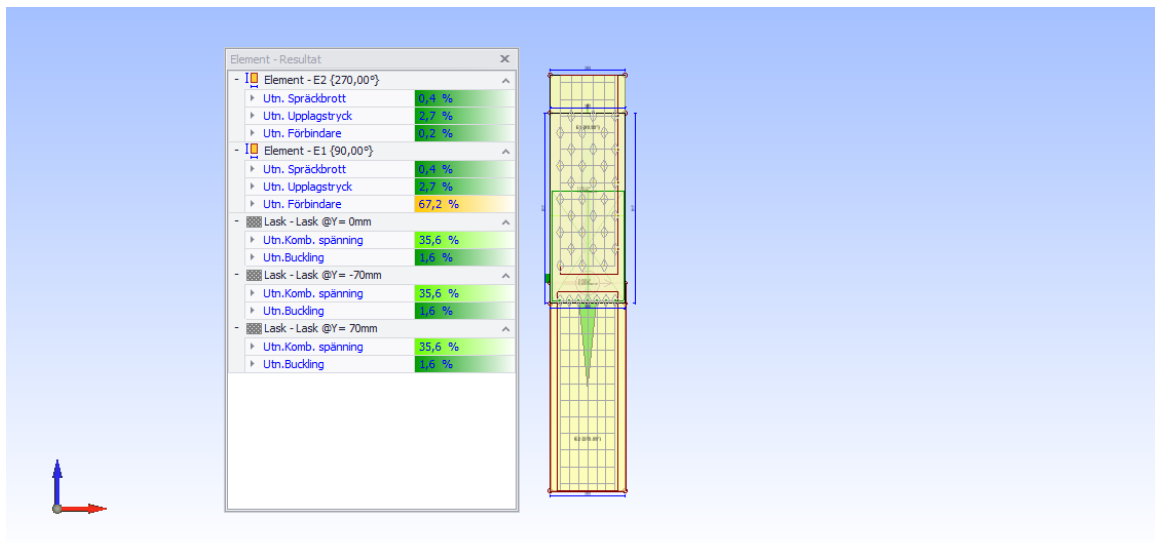 Element - Resultat
Element - E2 {270,00°}
Utn. Spräckbrott 0,4 %
Utn. Upplagstryck 2,7 %
Utn. Förbindare 0,2 %
Element - E1 {90,00°}
Utn. Spräckbrott 0,4 %
Utn. Upplagstryck 2,7 %
Utn. Förbindare 67,2 %
Lask - Lask @Y= 0mm
Utn.Komb. spänning 35,6 %
Utn.Buckling 1,6 %
Lask - Lask @Y= -70mm
Utn.Komb. spänning 35,6 %
Utn.Buckling 1,6 %
Lask - Lask @Y= 70mm
Utn.Komb. spänning 35,6 %
Utn.Buckling 1,6 %